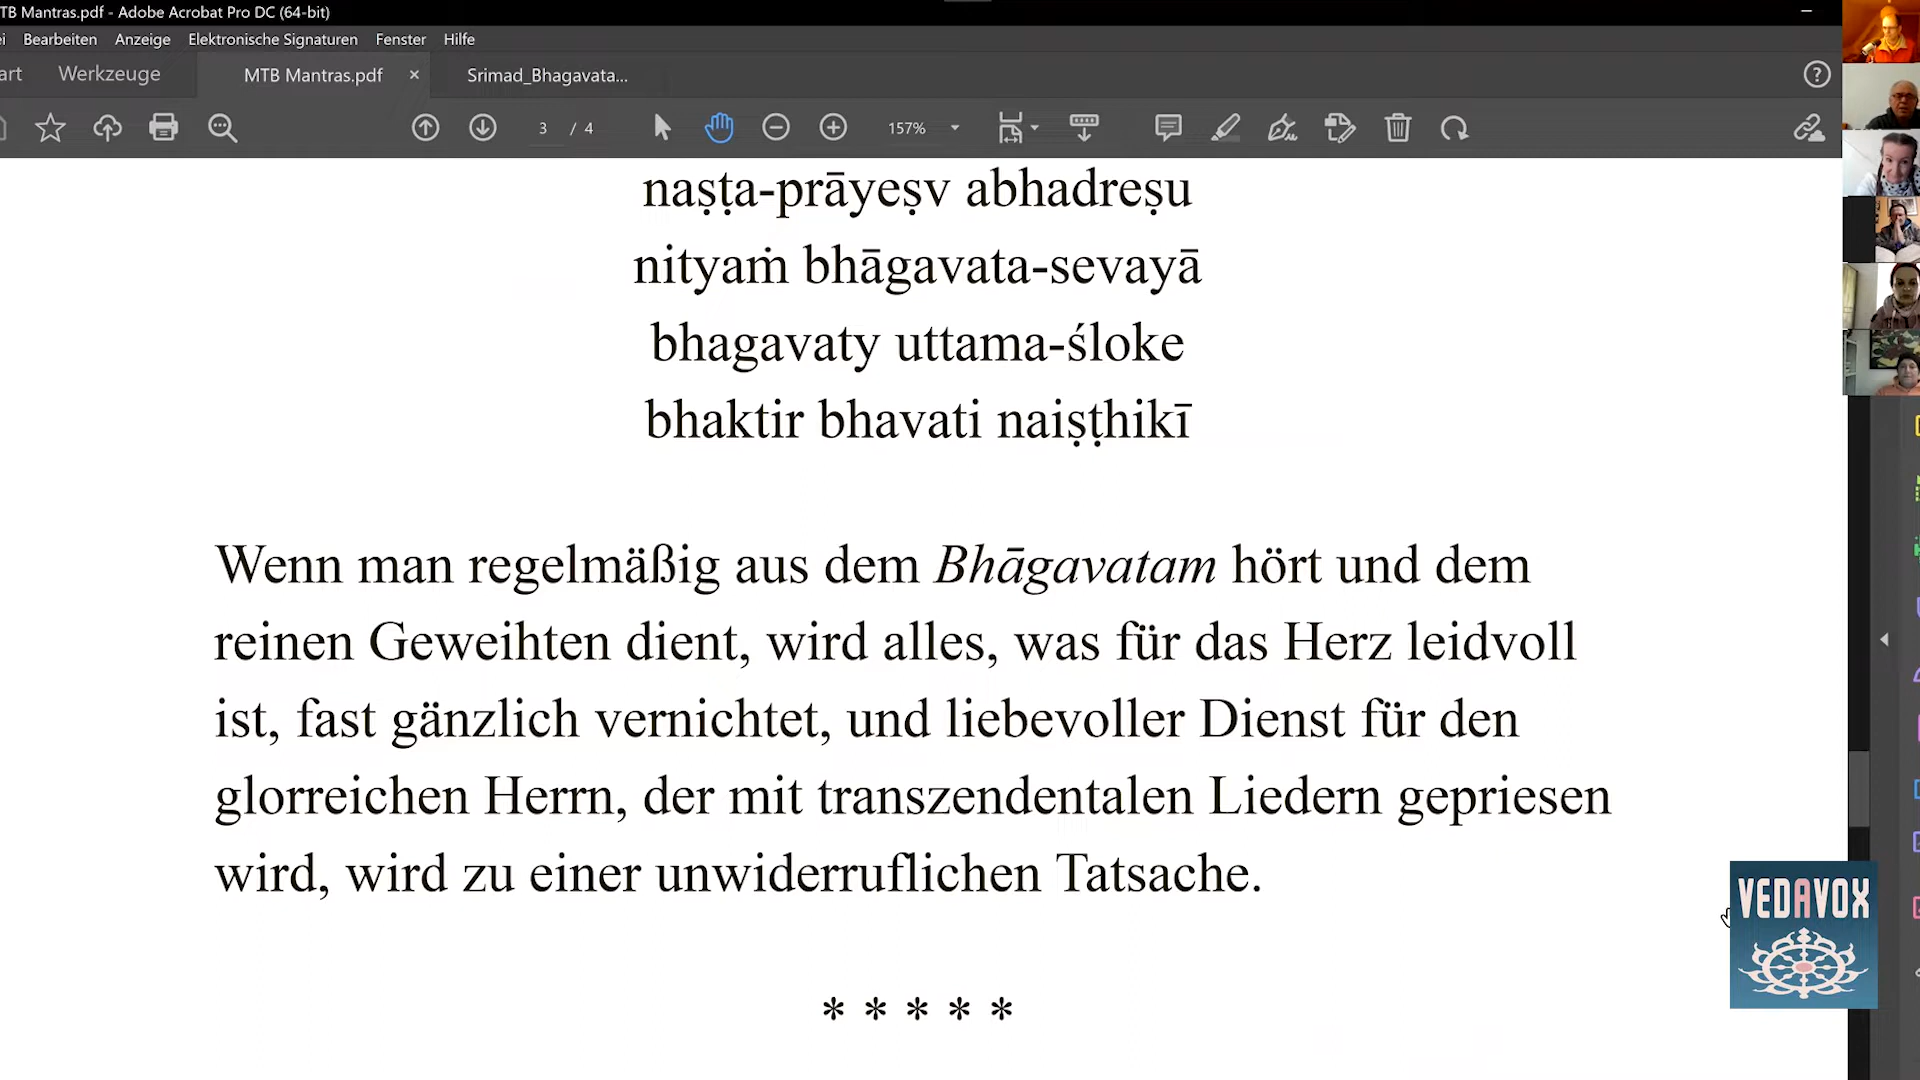 TB Mantras.pdf - Adobe Acrobat Pro DC (64-bit)
ei Bearbeiten Anzeige Elektronische Signaturen Fenster Hilfe
art Werkzeuge MTB Mantras.pdf × Srimad_Bhagavata... ?
3 / 4 157%
naṣṭa-prāyeṣv abhadreṣu
nityaṁ bhāgavata-sevayā
bhagavaty uttama-śloke
bhaktir bhavati naiṣṭhikī
Wenn man regelmäßig aus dem Bhāgavatam hört und dem
reinen Geweihten dient, wird alles, was für das Herz leidvoll
ist, fast gänzlich vernichtet, und liebevoller Dienst für den
glorreichen Herrn, der mit transzendentalen Liedern gepriesen
wird, wird zu einer unwiderruflichen Tatsache.
VEDAVOX
* * * * *